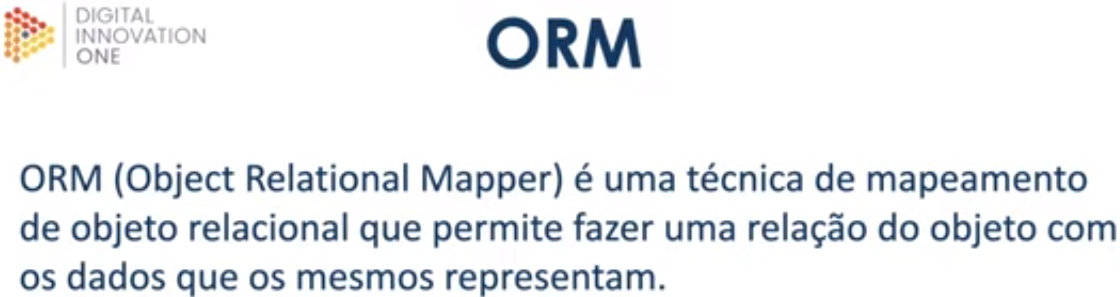 DIGITAL
INNOVATION
ONE
ORM
ORM (Object Relational Mapper) é uma técnica de mapeamento
de objeto relacional que permite fazer uma relação do objeto com
os dados que os mesmos representam.